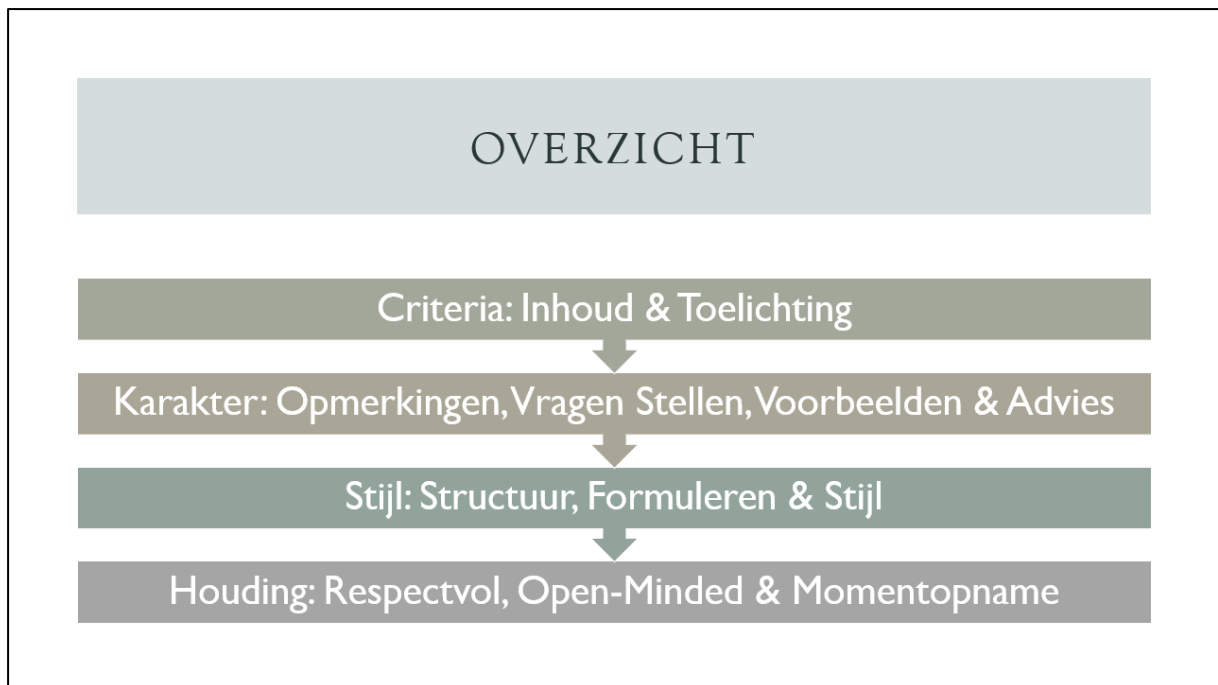 OVERZICHT
Criteria: Inhoud & Toelichting
Karakter: Opmerkingen, Vragen Stellen, Voorbeelden & Advies
Stijl: Structuur, Formuleren & Stijl
Houding: Respectvol, Open-Minded & Momentopname